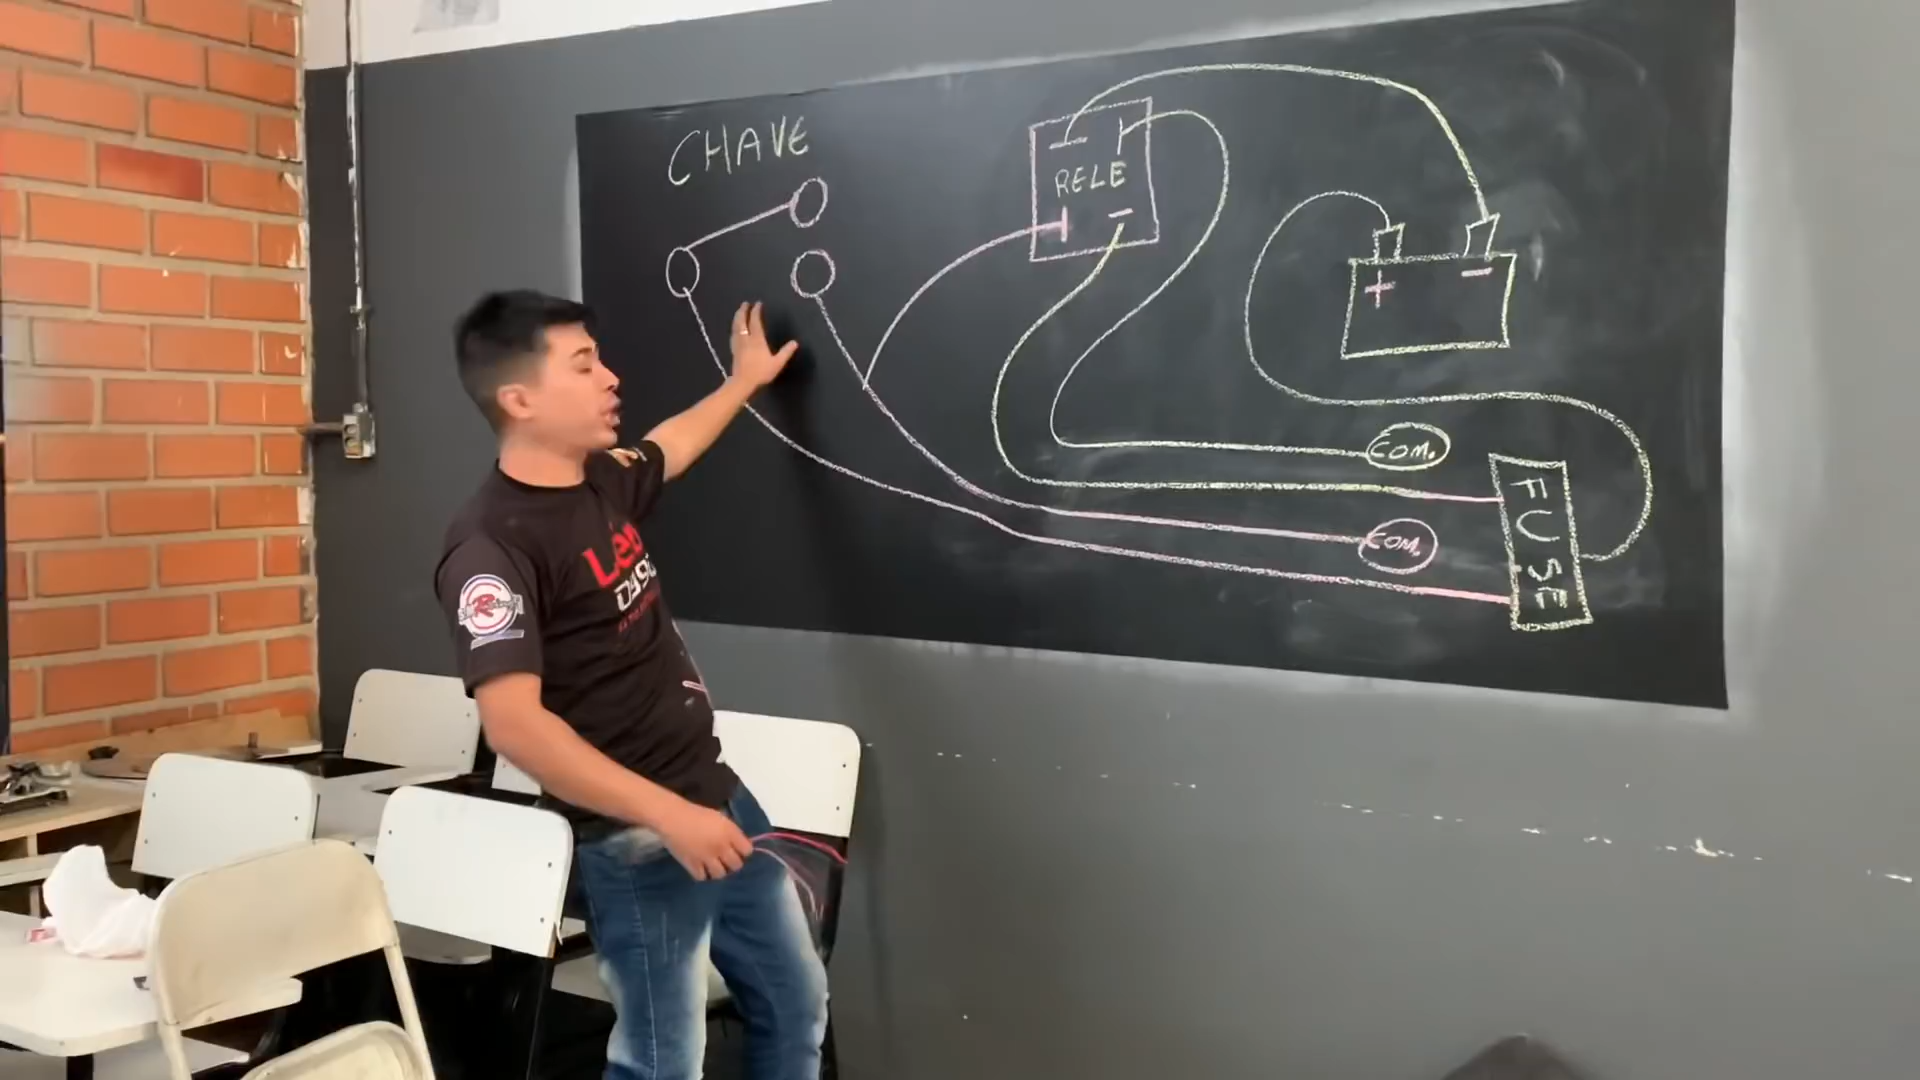 CHAVE
RELE
+
-
COM.
COM.
FUSE